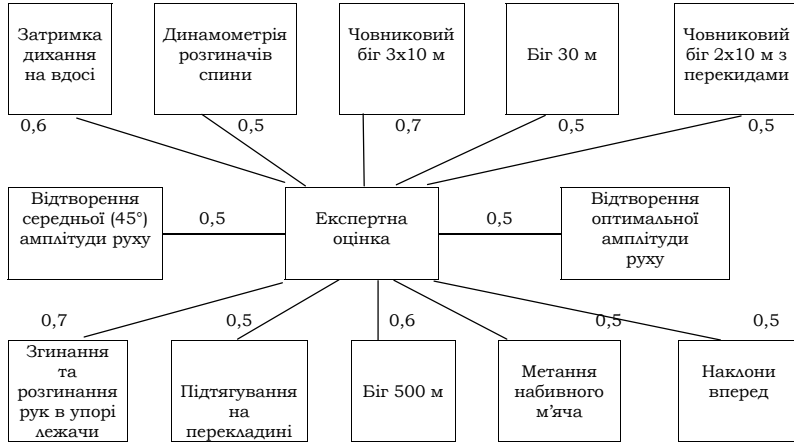 Затримка
дихання
на вдосі
Динамометрія
розгиначів
спини
Човниковий
біг 3х10 м
Біг 30 м
Човниковий
біг 2х10 м з
перекидами
0,6
0,5
0,7
0,5
0,5
Відтворення
середньої (45°)
амплітуди руху
0,5
Експертна
оцінка
0,5
Відтворення
оптимальної
амплітуди
руху
0,7
0,5
0,6
0,5
0,5
Згинання
та
розгинання
рук в упорі
лежачи
Підтягування
на
перекладині
Біг 500 м
Метання
набивного
м’яча
Наклони
вперед